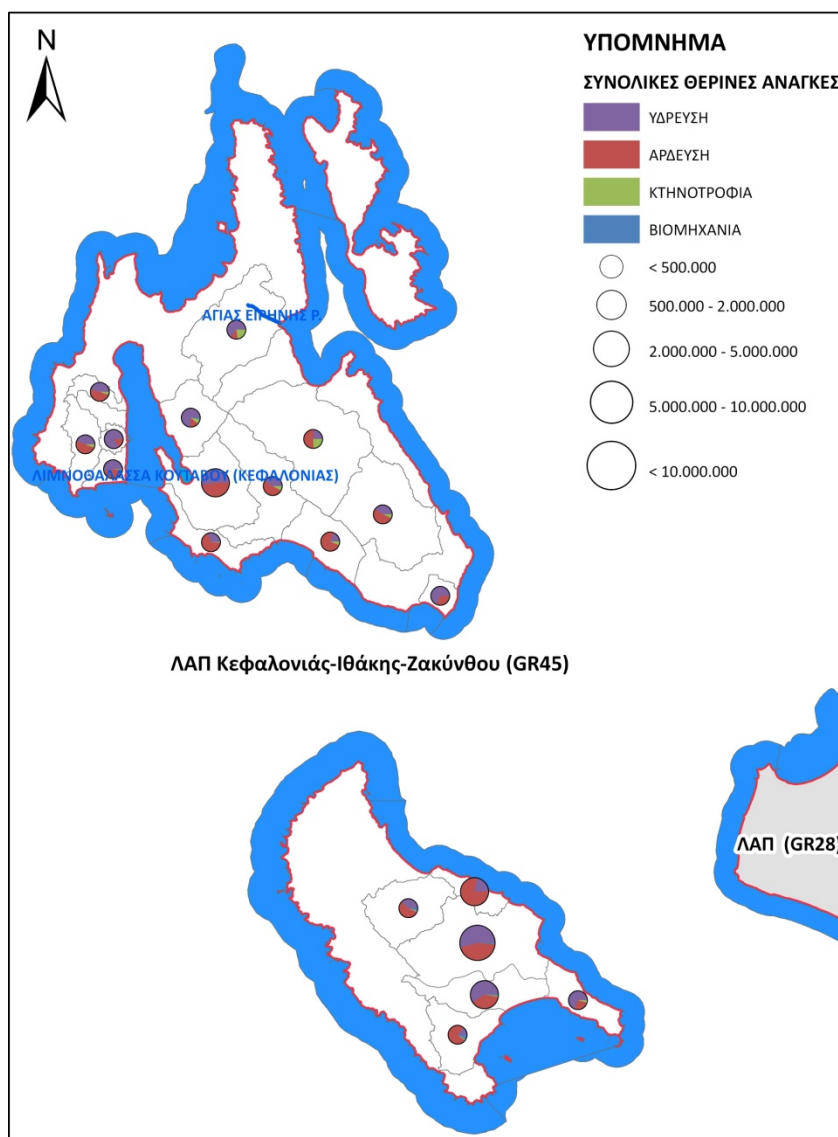 N
ΥΠΟΜΝΗΜΑ
ΣΥΝΟΛΙΚΕΣ ΘΕΡΙΝΕΣ ΑΝΑΓΚΕΣ
ΥΔΡΕΥΣΗ
ΑΡΔΕΥΣΗ
ΚΤΗΝΟΤΡΟΦΙΑ
ΒΙΟΜΗΧΑΝΙΑ
< 500.000
500.000 - 2.000.000
2.000.000 - 5.000.000
5.000.000 - 10.000.000
< 10.000.000
ΑΓΙΑΣ ΕΙΡΗΝΗΣ Ρ.
ΛΙΜΝΟΘΑΛΑΣΣΑ ΚΟΥΤΑΒΟΥ (ΚΕΦΑΛΟΝΙΑΣ)
ΛΑΠ Κεφαλονιάς-Ιθάκης-Ζακύνθου (GR45)
ΛΑΠ (GR28)